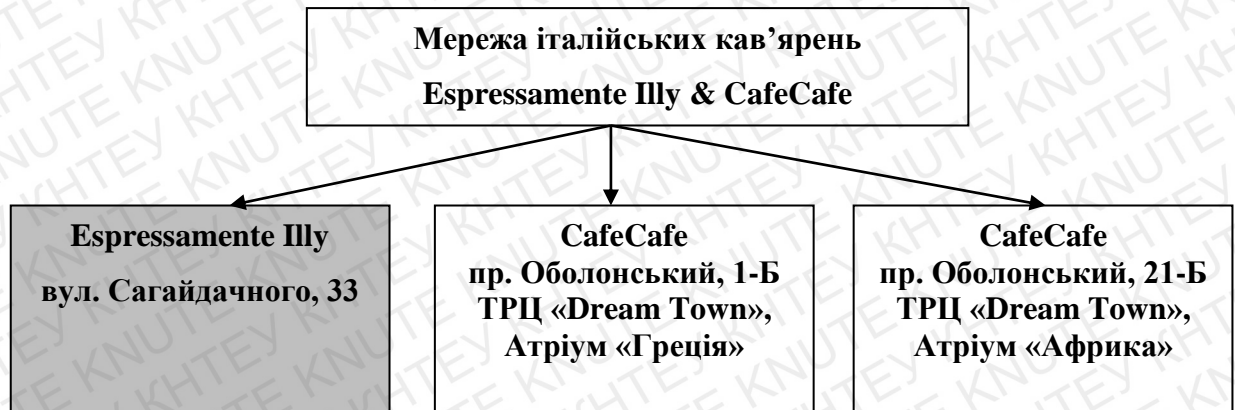 Мережа італійських кав’ярень
Espressamente Illy & CafeCafe
Espressamente Illy
вул. Сагайдачного, 33
CafeCafe
пр. Оболонський, 1-Б
ТРЦ «Dream Town»,
Атріум «Греція»
CafeCafe
пр. Оболонський, 21-Б
ТРЦ «Dream Town»,
Атріум «Африка»